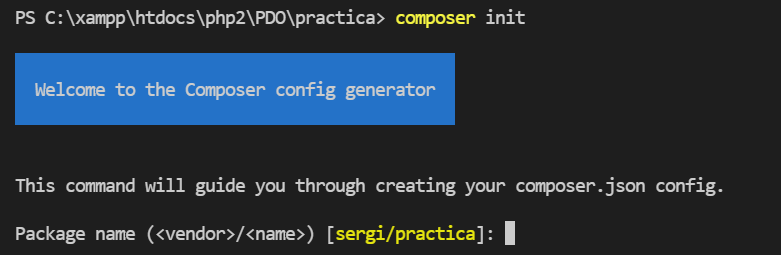 PS C:\xampp\htdocs\php2\PDO\practica> composer init
Welcome to the Composer config generator
This command will guide you through creating your composer.json config.
Package name (<vendor>/<name>) [sergi/practica]: